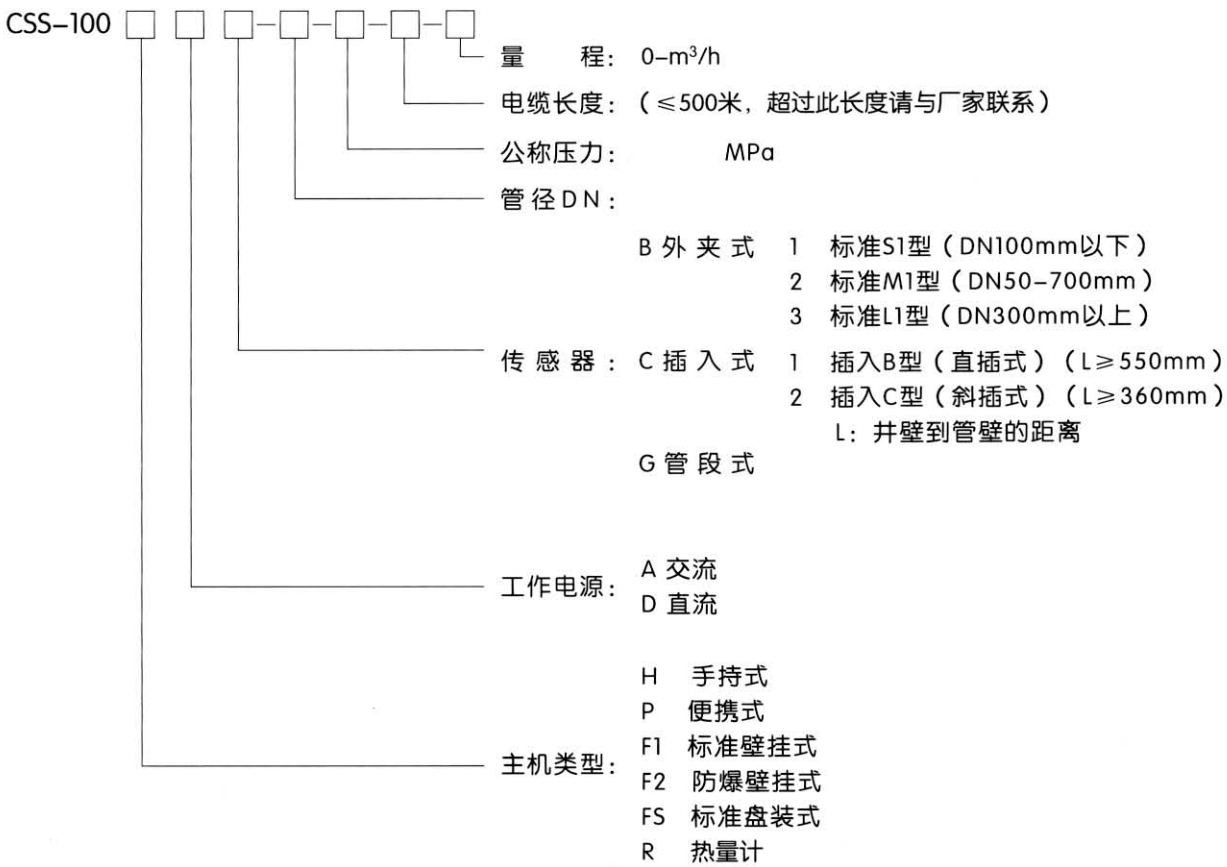 CSS-100 □ □ □-□-□-□-□
量 程： 0-m³/h
电缆长度：（≤500米，超过此长度请与厂家联系）
公称压力： MPa
管径DN：
B外夹式 1 标准S1型（DN100mm以下）
2 标准M1型（DN50-700mm）
3 标准L1型（DN300mm以上）
传感器：C插入式 1 插入B型（直插式）（L≥550mm）
2 插入C型（斜插式）（L≥360mm）
L：井壁到管壁的距离
G管段式
A 交流
工作电源：
D 直流
H 手持式
P 便携式
F1 标准壁挂式
主机类型：
F2 防爆壁挂式
FS 标准盘装式
R 热量计